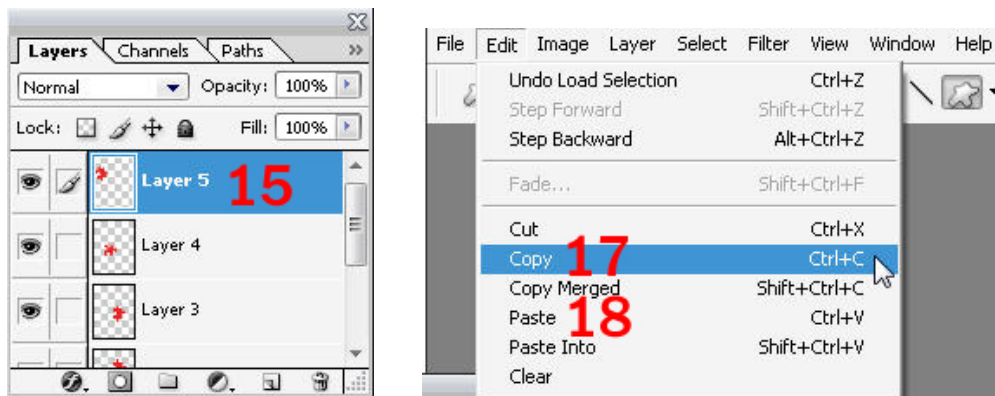 Layers Channels Paths
Normal Opacity: 100%
Lock: Fill: 100%
Layer 5 15
Layer 4
Layer 3
File Edit Image Layer Select Filter View Window Help
Undo Load Selection Ctrl+Z
Step Forward Shift+Ctrl+Z
Step Backward Alt+Ctrl+Z
Fade... Shift+Ctrl+F
Cut Ctrl+X
Copy 17 Ctrl+C
Copy Merged Shift+Ctrl+C
Paste 18 Ctrl+V
Paste Into Shift+Ctrl+V
Clear